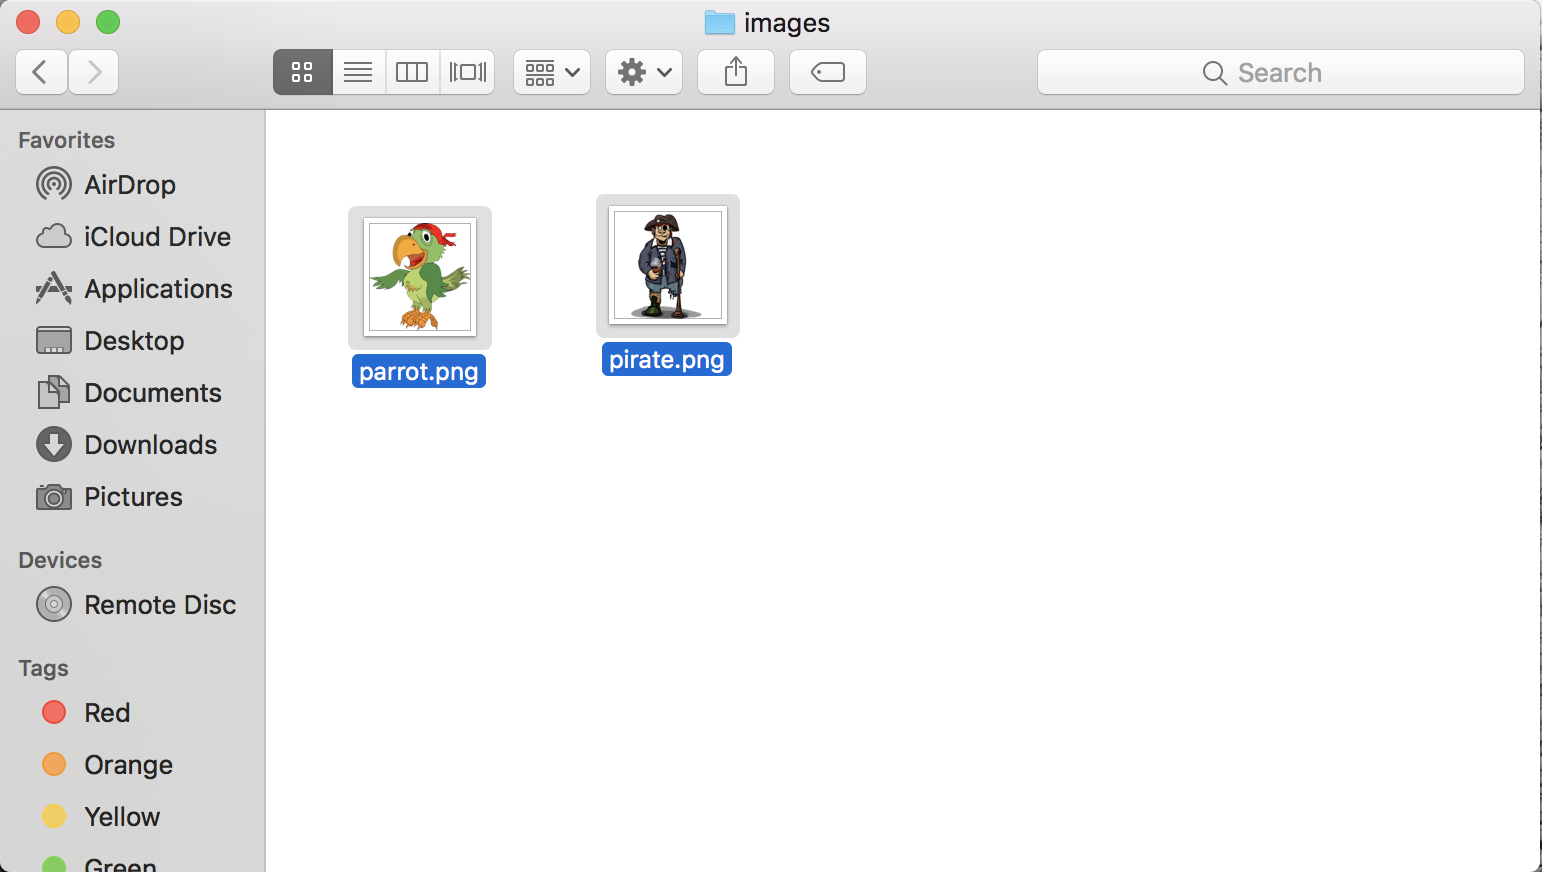 images
Search
Favorites
AirDrop
iCloud Drive
Applications
Desktop
Documents
Downloads
Pictures
Devices
Remote Disc
Tags
Red
Orange
Yellow
Green
parrot.png
pirate.png